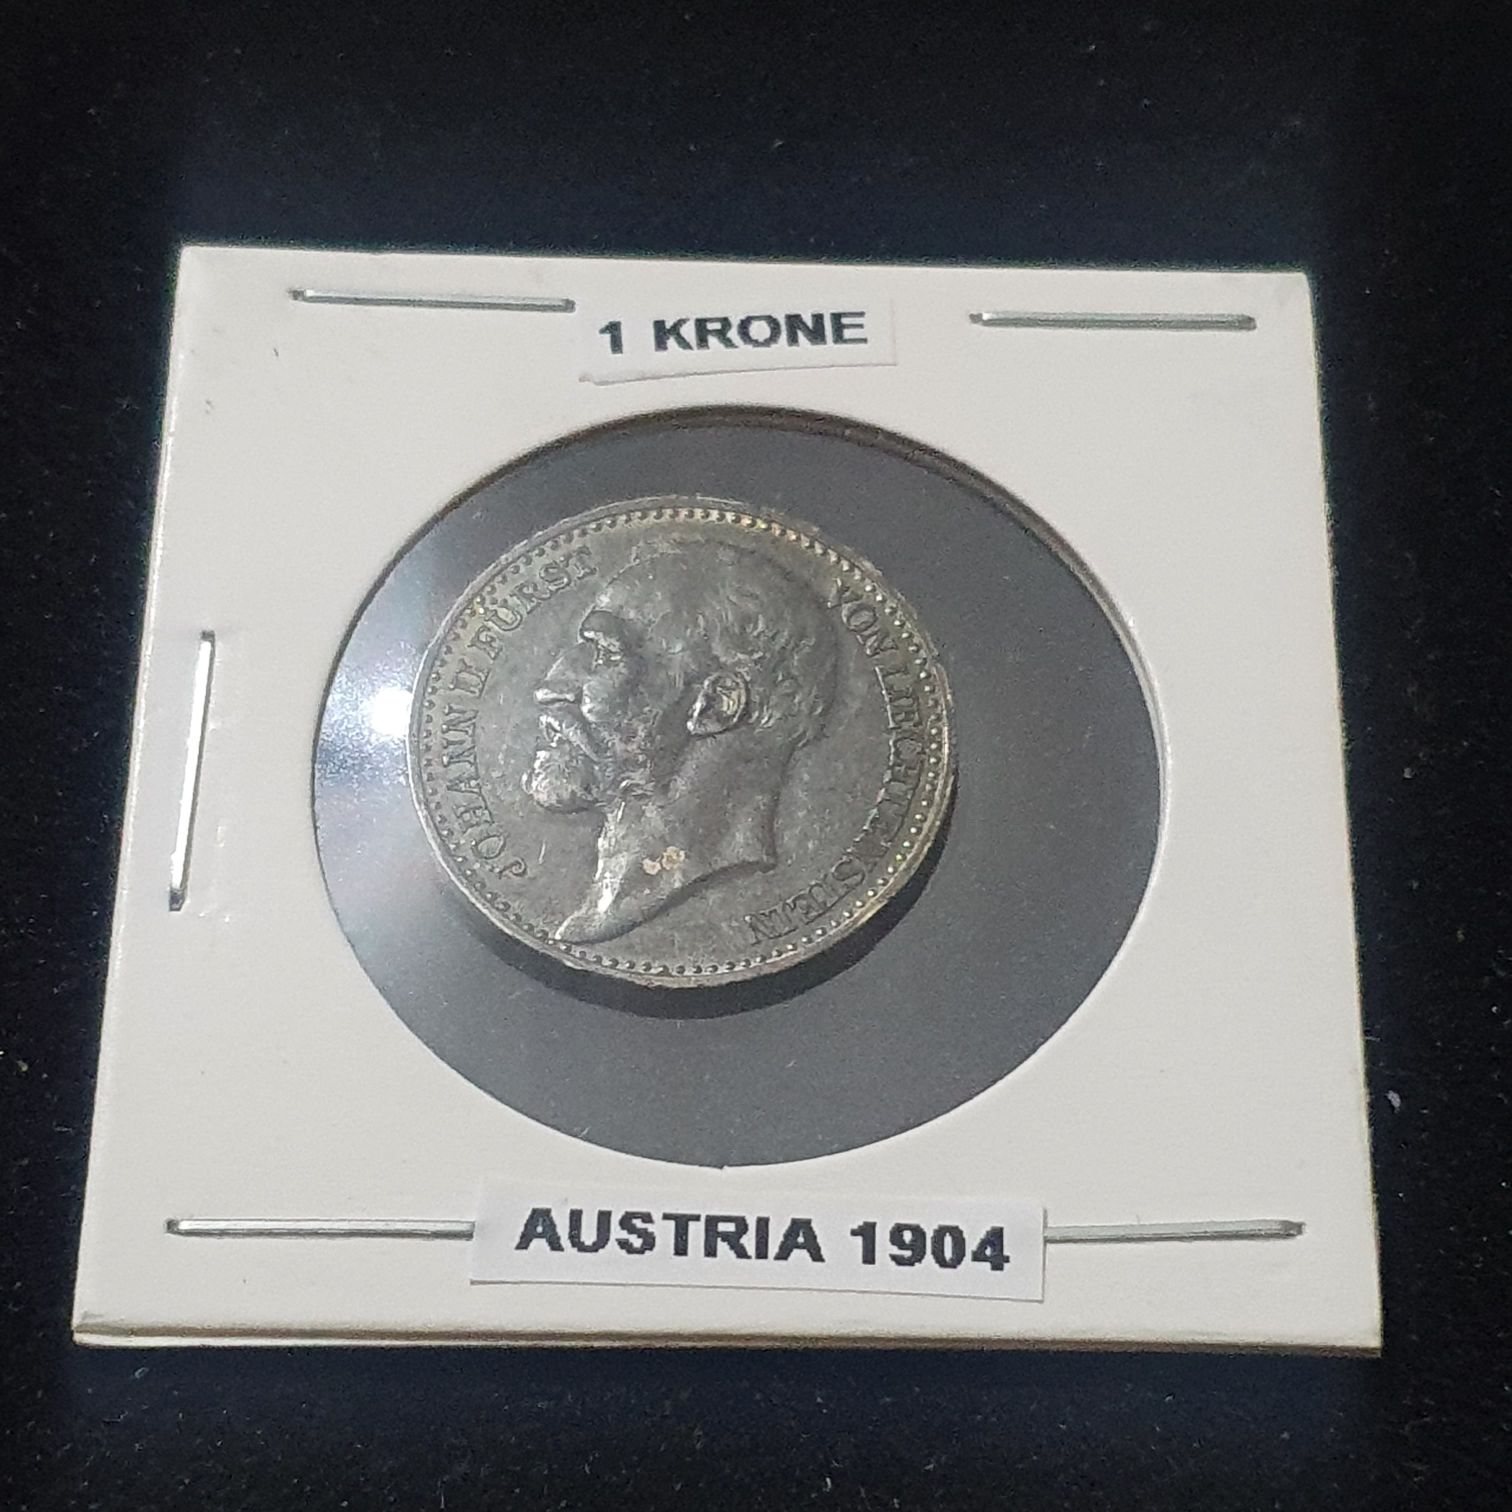 1 KRONE
JOHANN II FÜRST VON LIECHTENSTEIN
AUSTRIA 1904